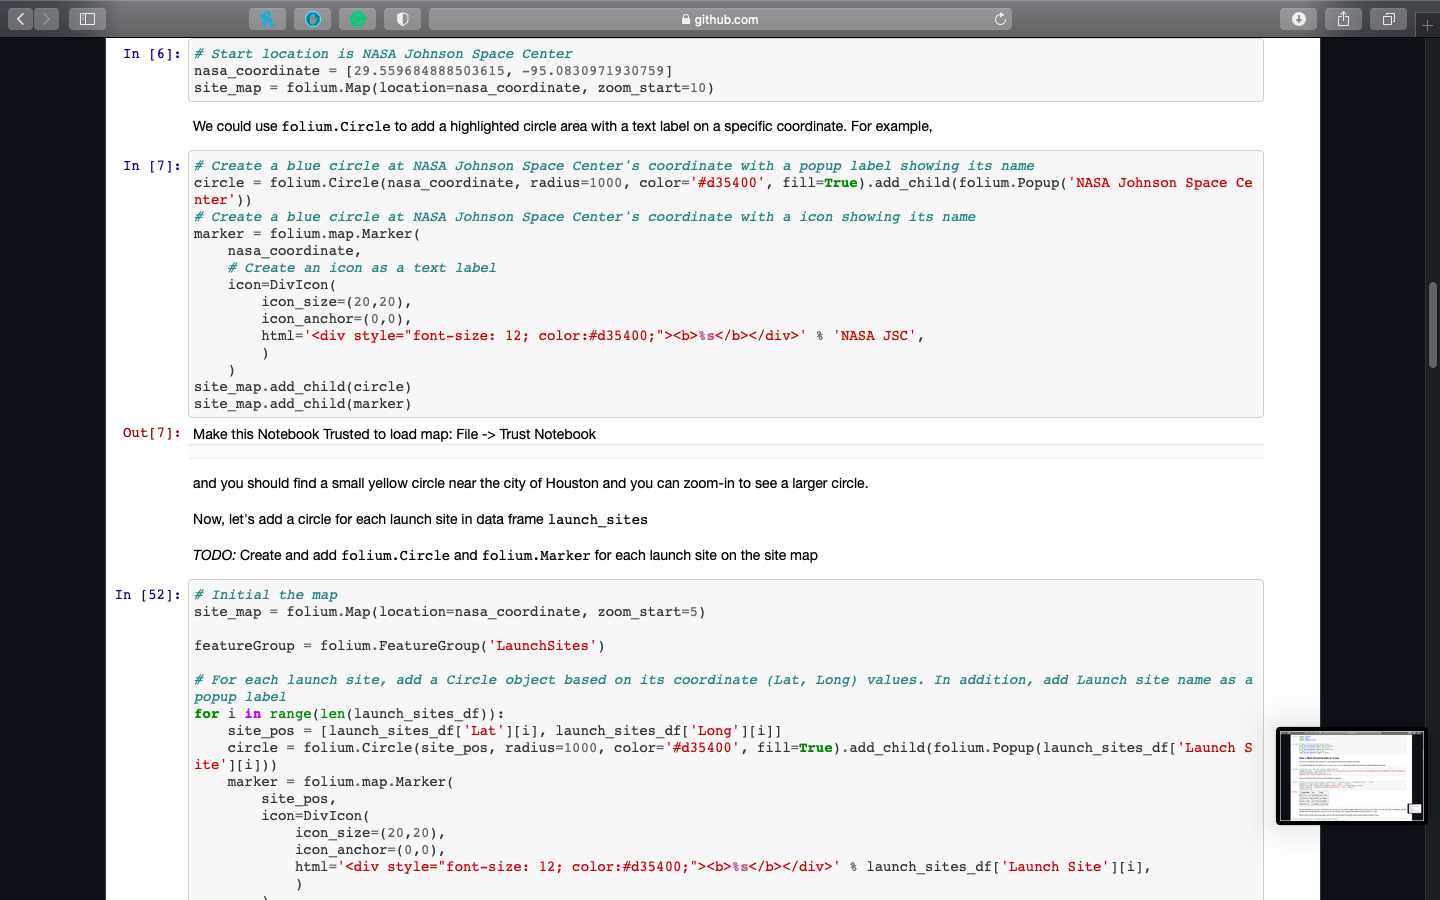 github.com
In [6]: # Start location is NASA Johnson Space Center
nasa_coordinate = [29.559684888503615, -95.0830971930759]
site_map = folium.Map(location=nasa_coordinate, zoom_start=10)
We could use folium.Circle to add a highlighted circle area with a text label on a specific coordinate. For example,
In [7]: # Create a blue circle at NASA Johnson Space Center's coordinate with a popup label showing its name
circle = folium.Circle(nasa_coordinate, radius=1000, color='#d35400', fill=True).add_child(folium.Popup('NASA Johnson Space Ce
nter'))
# Create a blue circle at NASA Johnson Space Center's coordinate with a icon showing its name
marker = folium.map.Marker(
    nasa_coordinate,
    # Create an icon as a text label
    icon=DivIcon(
        icon_size=(20,20),
        icon_anchor=(0,0),
        html='<div style="font-size: 12; color:#d35400;"><b>%s</b></div>' % 'NASA JSC',
        )
    )
site_map.add_child(circle)
site_map.add_child(marker)
Out[7]: Make this Notebook Trusted to load map: File -> Trust Notebook
and you should find a small yellow circle near the city of Houston and you can zoom-in to see a larger circle.
Now, let's add a circle for each launch site in data frame launch_sites
TODO: Create and add folium.Circle and folium.Marker for each launch site on the site map
In [52]: # Initial the map
site_map = folium.Map(location=nasa_coordinate, zoom_start=5)
featureGroup = folium.FeatureGroup('LaunchSites')
# For each launch site, add a Circle object based on its coordinate (Lat, Long) values. In addition, add Launch site name as a
popup label
for i in range(len(launch_sites_df)):
    site_pos = [launch_sites_df['Lat'][i], launch_sites_df['Long'][i]]
    circle = folium.Circle(site_pos, radius=1000, color='#d35400', fill=True).add_child(folium.Popup(launch_sites_df['Launch S
ite'][i]))
    marker = folium.map.Marker(
        site_pos,
        icon=DivIcon(
            icon_size=(20,20),
            icon_anchor=(0,0),
            html='<div style="font-size: 12; color:#d35400;"><b>%s</b></div>' % launch_sites_df['Launch Site'][i],
            )